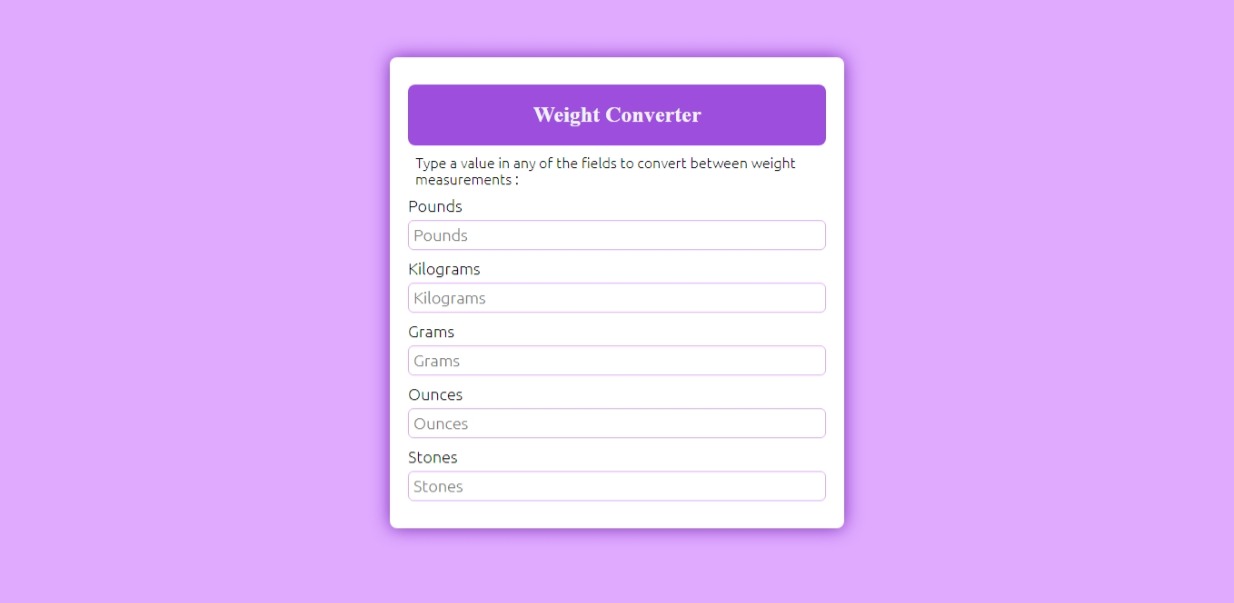 Weight Converter
Type a value in any of the fields to convert between weight
measurements :
Pounds
Pounds
Kilograms
Kilograms
Grams
Grams
Ounces
Ounces
Stones
Stones